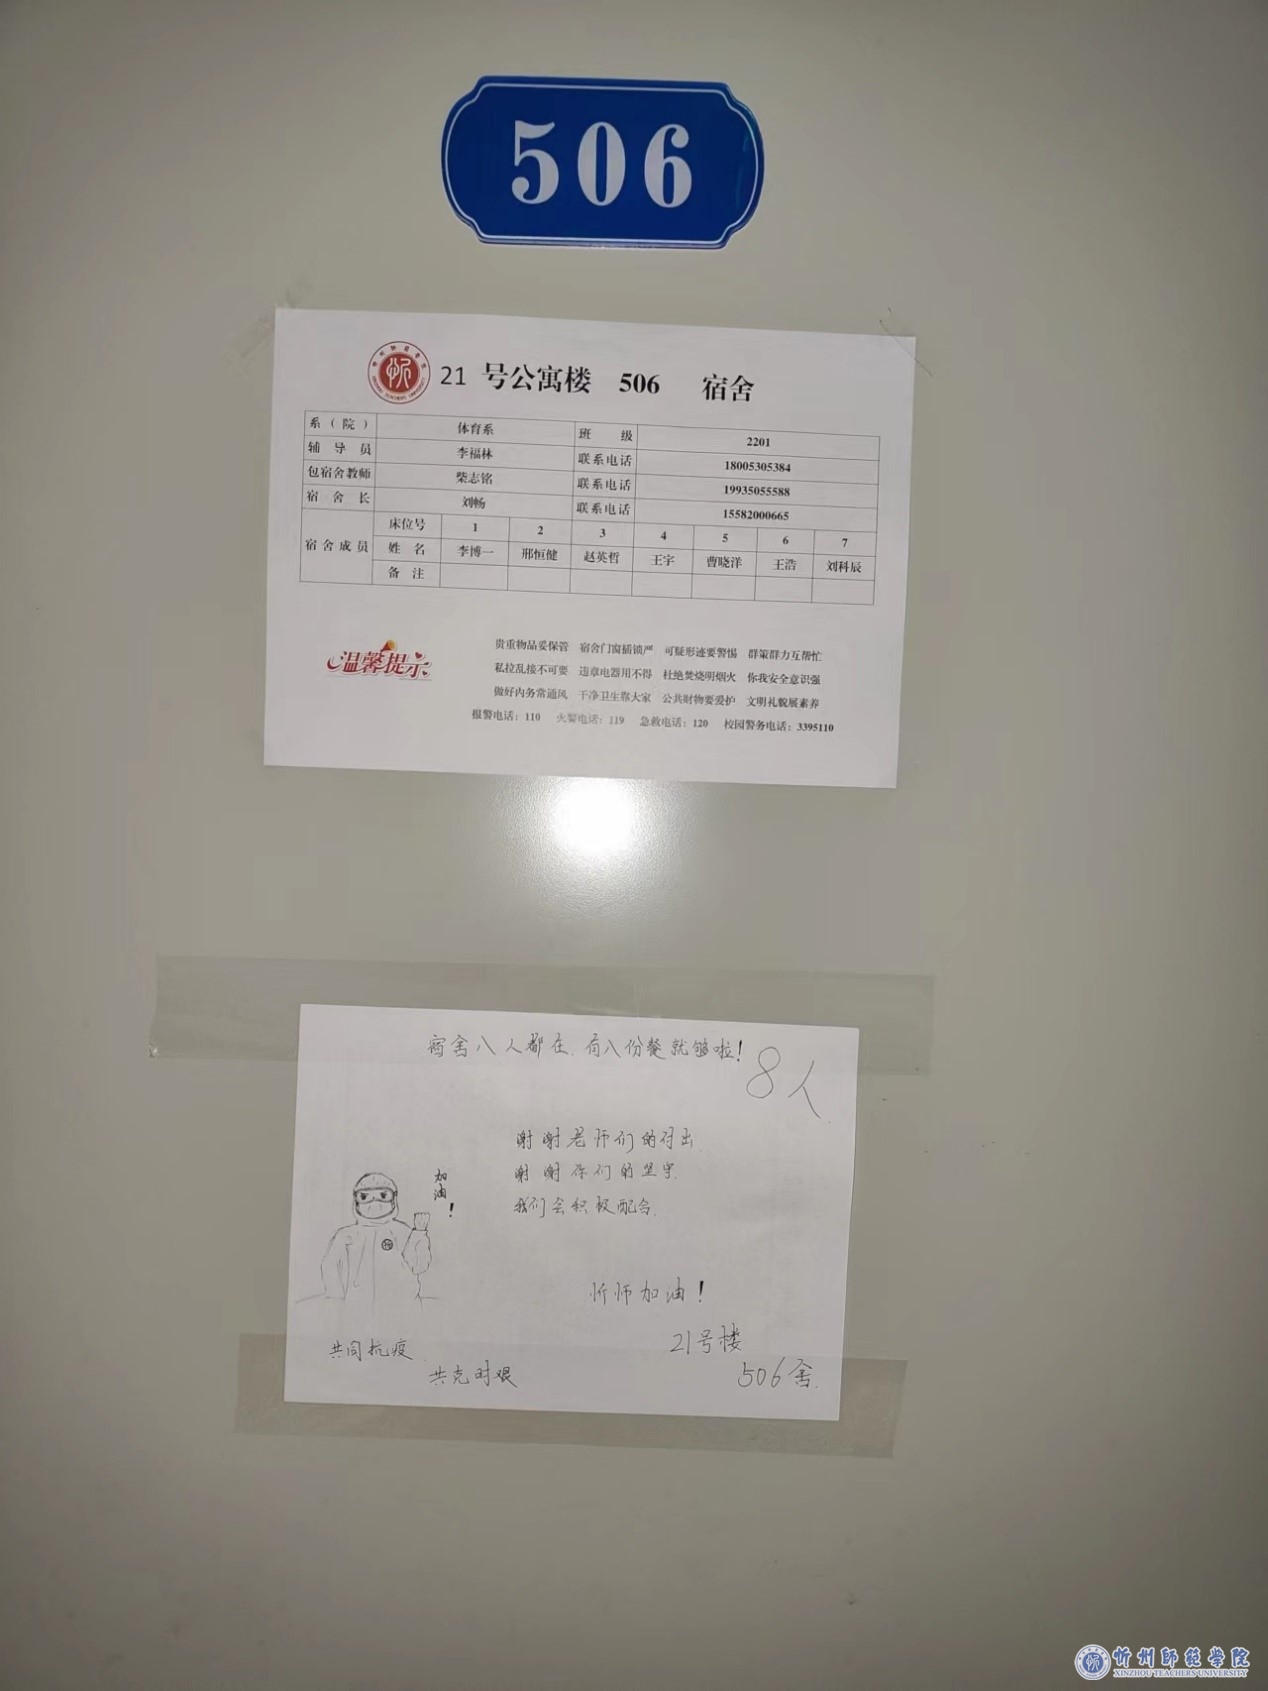 506
21 号公寓楼 506 宿舍
系（院） 体育系 班级 2201
辅导员 李福林 联系电话 18005305384
包宿舍教师 柴志铭 联系电话 19935055588
宿舍长 刘畅 联系电话 15582000665
宿舍成员 床位号 1 2 3 4 5 6 7
姓名 李博一 邢恒健 赵英哲 王宇 曹晓洋 王浩 刘科辰
备注
温馨提示
贵重物品妥保管 宿舍门窗插锁严 可疑形迹要警惕 群策群力互帮忙
私拉乱接不可要 违章电器用不得 杜绝焚烧明烟火 你我安全意识强
做好内务常通风 干净卫生靠大家 公共财物要爱护 文明礼貌展素养
报警电话：110 火警电话：119 急救电话：120 校园警务电话：3395110
宿舍八人都在，有八份餐就够啦！
8人
谢谢老师们的付出
谢谢你们的坚守
我们会积极配合
加油！
忻师加油！
21号楼
506舍
共同抗疫
共克时艰
忻州師範學院
XINZHOU TEACHERS UNIVERSITY